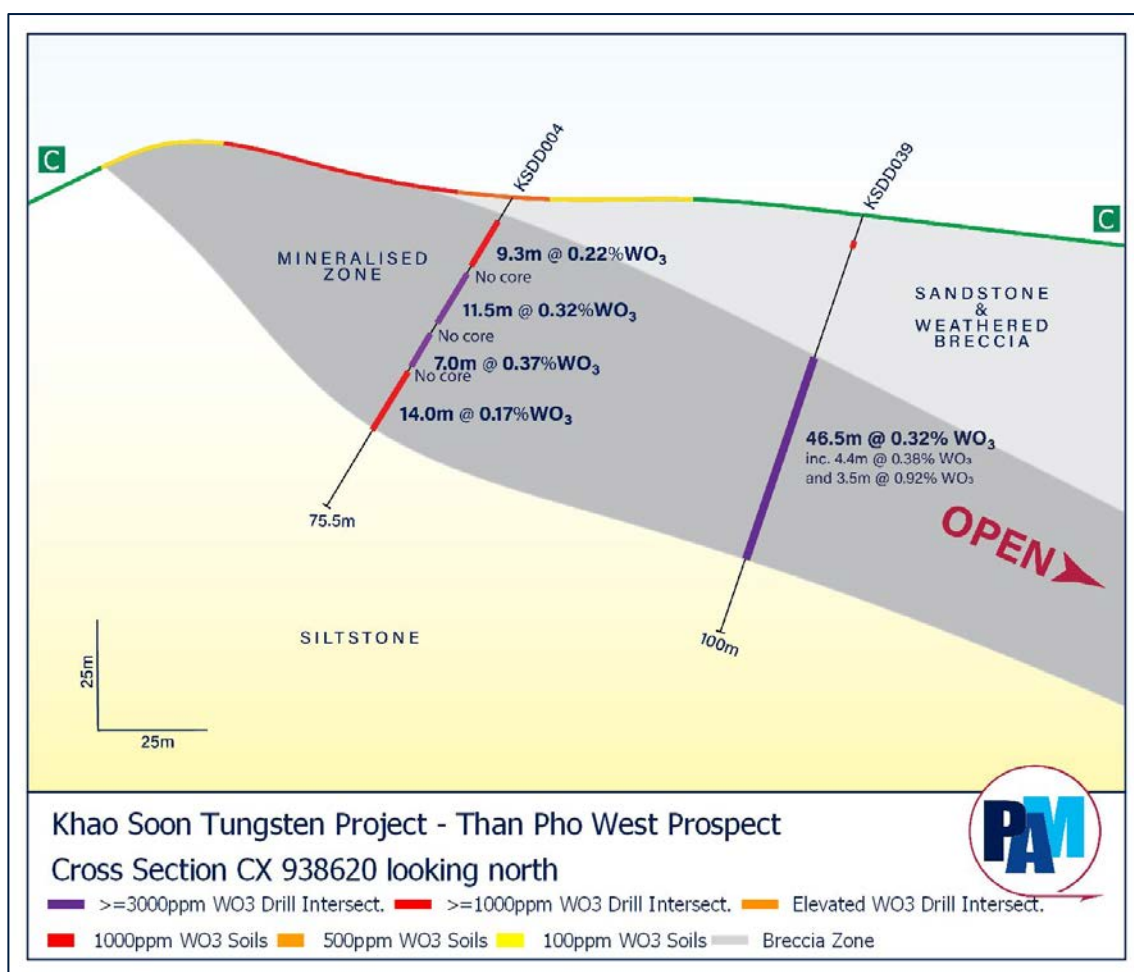 C
KSDD004
KSDD039
C
MINERALISED
ZONE
9.3m @ 0.22%WO₃
No core
11.5m @ 0.32%WO₃
No core
7.0m @ 0.37%WO₃
No core
14.0m @ 0.17%WO₃
75.5m
SANDSTONE
&
WEATHERED
BRECCIA
46.5m @ 0.32% WO₃
inc. 4.4m @ 0.38% WO₃
and 3.5m @ 0.92% WO₃
OPEN
100m
SILTSTONE
25m
25m
Khao Soon Tungsten Project - Than Pho West Prospect
Cross Section CX 938620 looking north
PAM
>=3000ppm WO3 Drill Intersect. >=1000ppm WO3 Drill Intersect. Elevated WO3 Drill Intersect.
1000ppm WO3 Soils 500ppm WO3 Soils 100ppm WO3 Soils Breccia Zone